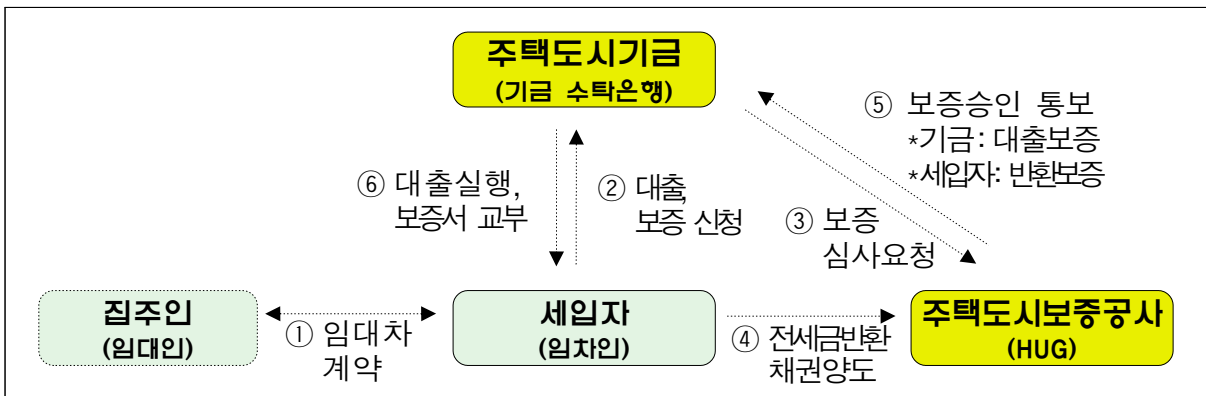 주택도시기금
(기금 수탁은행)
⑤ 보증승인 통보
*기금: 대출보증
*세입자: 반환보증
⑥ 대출실행,
보증서 교부
② 대출,
보증 신청
③ 보증
심사요청
집주인
(임대인)
① 임대차
계약
세입자
(임차인)
④ 전세금반환
채권양도
주택도시보증공사
(HUG)